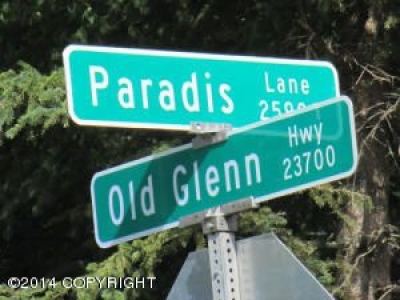 Paradis Lane
Old Glenn Hwy
23700
©2014 COPYRIGHT